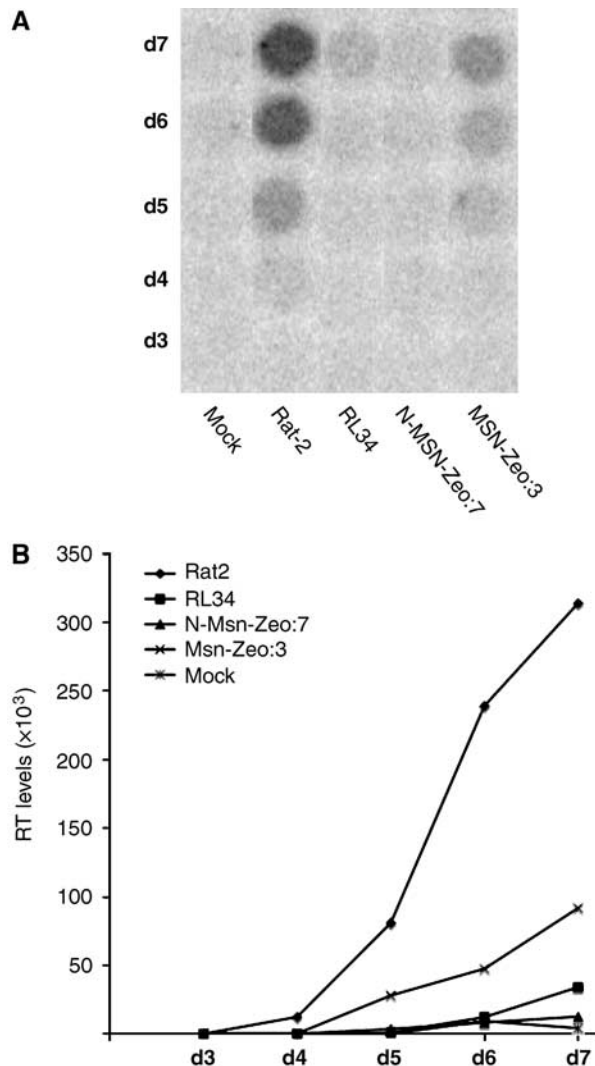 A
d7
d6
d5
d4
d3
Mock
Rat-2
RL34
N-MSN-Zeo:7
MSN-Zeo:3
B
RT levels (×10³)
350
300
250
200
150
100
50
Rat2
RL34
N-Msn-Zeo:7
Msn-Zeo:3
Mock
d3 d4 d5 d6 d7